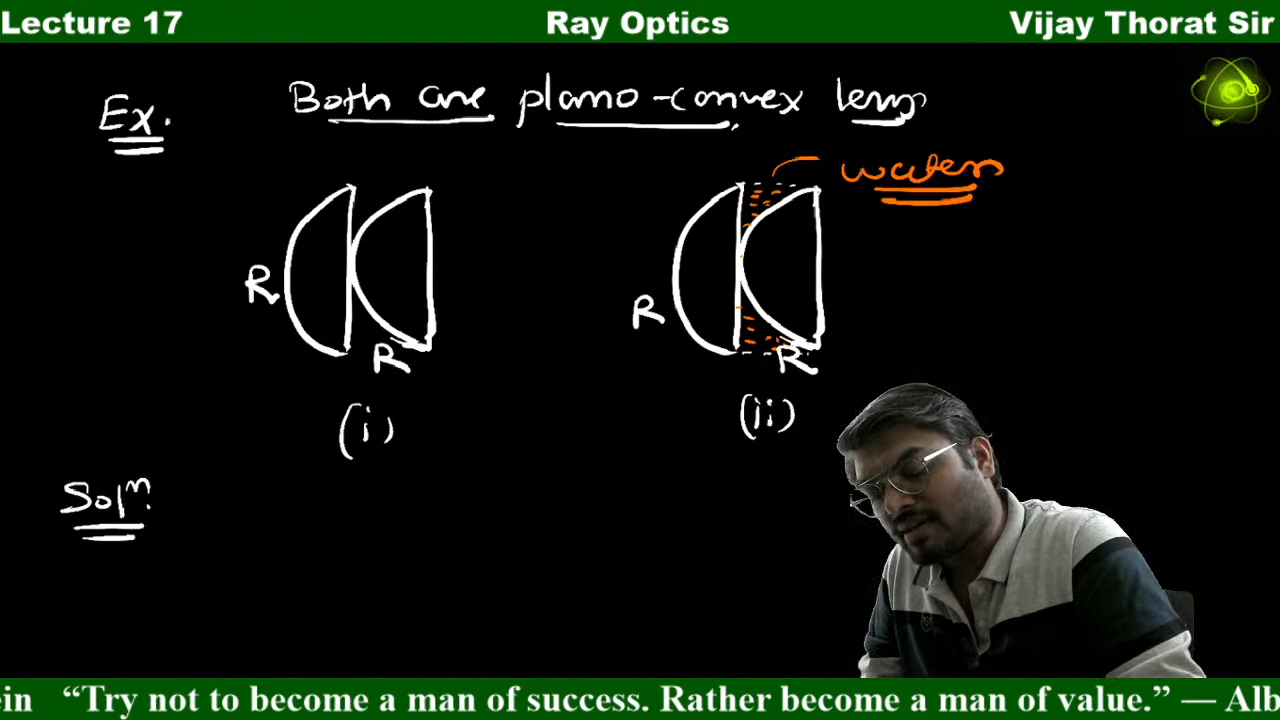 Lecture 17 Ray Optics Vijay Thorat Sir
Ex. Both are plano-convex lens
water
R R R R
(i) (ii)
Soln.
ein “Try not to become a man of success. Rather become a man of value.” — Alb